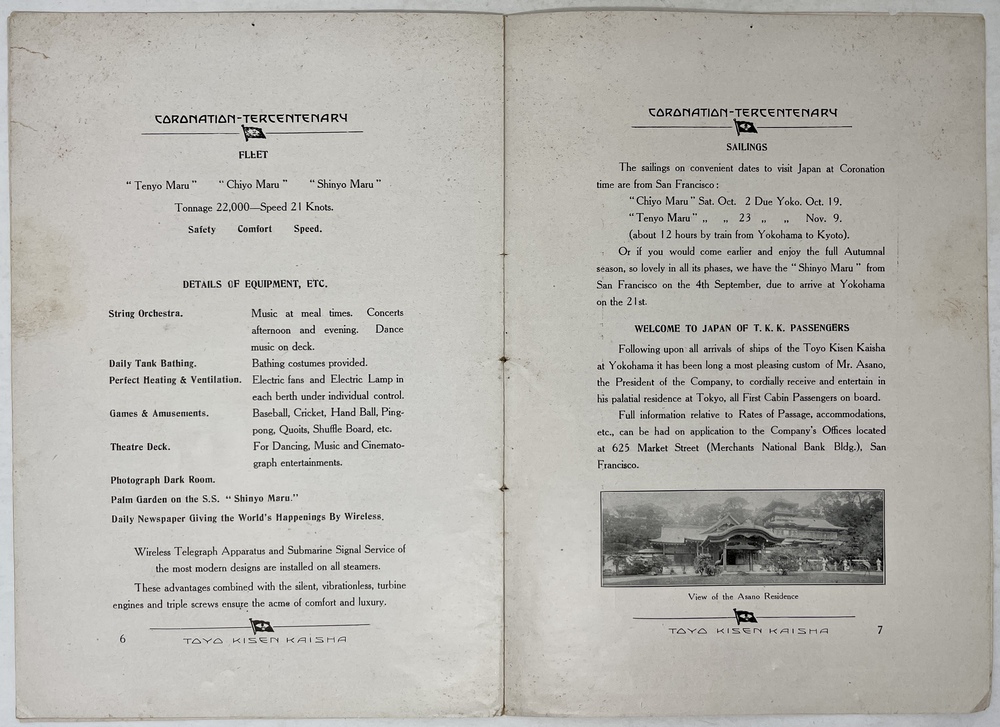 CORONATION-TERCENTENARY
FLEET
“ Tenyo Maru ” “ Chiyo Maru ” “ Shinyo Maru ”
Tonnage 22,000—Speed 21 Knots.
Safety Comfort Speed.
DETAILS OF EQUIPMENT, ETC.
String Orchestra. Music at meal times. Concerts
afternoon and evening. Dance
music on deck.
Daily Tank Bathing. Bathing costumes provided.
Perfect Heating & Ventilation. Electric fans and Electric Lamp in
each berth under individual control.
Games & Amusements. Baseball, Cricket, Hand Ball, Ping-
pong, Quoits, Shuffle Board, etc.
Theatre Deck. For Dancing, Music and Cinemato-
graph entertainments.
Photograph Dark Room.
Palm Garden on the S.S. “ Shinyo Maru.”
Daily Newspaper Giving the World's Happenings By Wireless.
Wireless Telegraph Apparatus and Submarine Signal Service of
the most modern designs are installed on all steamers.
These advantages combined with the silent, vibrationless, turbine
engines and triple screws ensure the acme of comfort and luxury.
6 TOYO KISEN KAISHA
CORONATION-TERCENTENARY
SAILINGS
The sailings on convenient dates to visit Japan at Coronation
time are from San Francisco :
“ Chiyo Maru ” Sat. Oct. 2 Due Yoko. Oct. 19.
“ Tenyo Maru ” „ „ 23 „ „ Nov. 9.
(about 12 hours by train from Yokohama to Kyoto).
Or if you would come earlier and enjoy the full Autumnal
season, so lovely in all its phases, we have the “ Shinyo Maru ” from
San Francisco on the 4th September, due to arrive at Yokohama
on the 21st.
WELCOME TO JAPAN OF T. K. K. PASSENGERS
Following upon all arrivals of ships of the Toyo Kisen Kaisha
at Yokohama it has been long a most pleasing custom of Mr. Asano,
the President of the Company, to cordially receive and entertain in
his palatial residence at Tokyo, all First Cabin Passengers on board.
Full information relative to Rates of Passage, accommodations,
etc., can be had on application to the Company's Offices located
at 625 Market Street (Merchants National Bank Bldg.), San
Francisco.
View of the Asano Residence
TOYO KISEN KAISHA 7